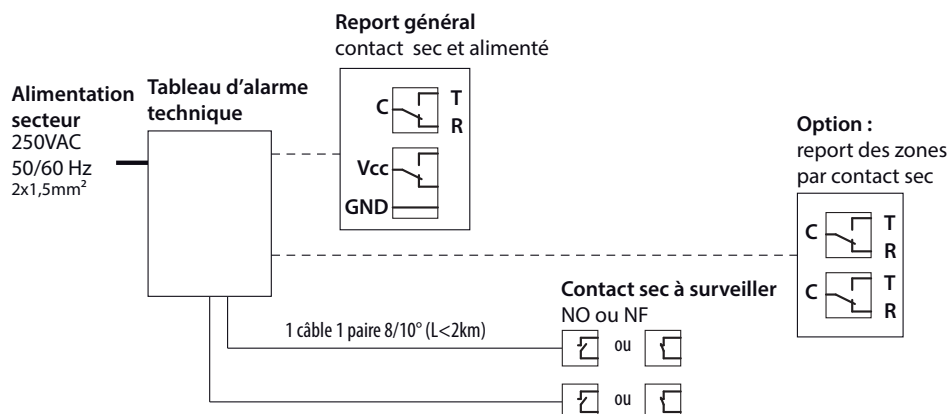 Report général
contact sec et alimenté
Alimentation
secteur
250VAC
50/60 Hz
2x1,5mm²
Tableau d'alarme
technique
C
T
R
Vcc
GND
Option :
report des zones
par contact sec
C
T
R
C
T
R
Contact sec à surveiller
NO ou NF
1 câble 1 paire 8/10° (L<2km)
ou
ou